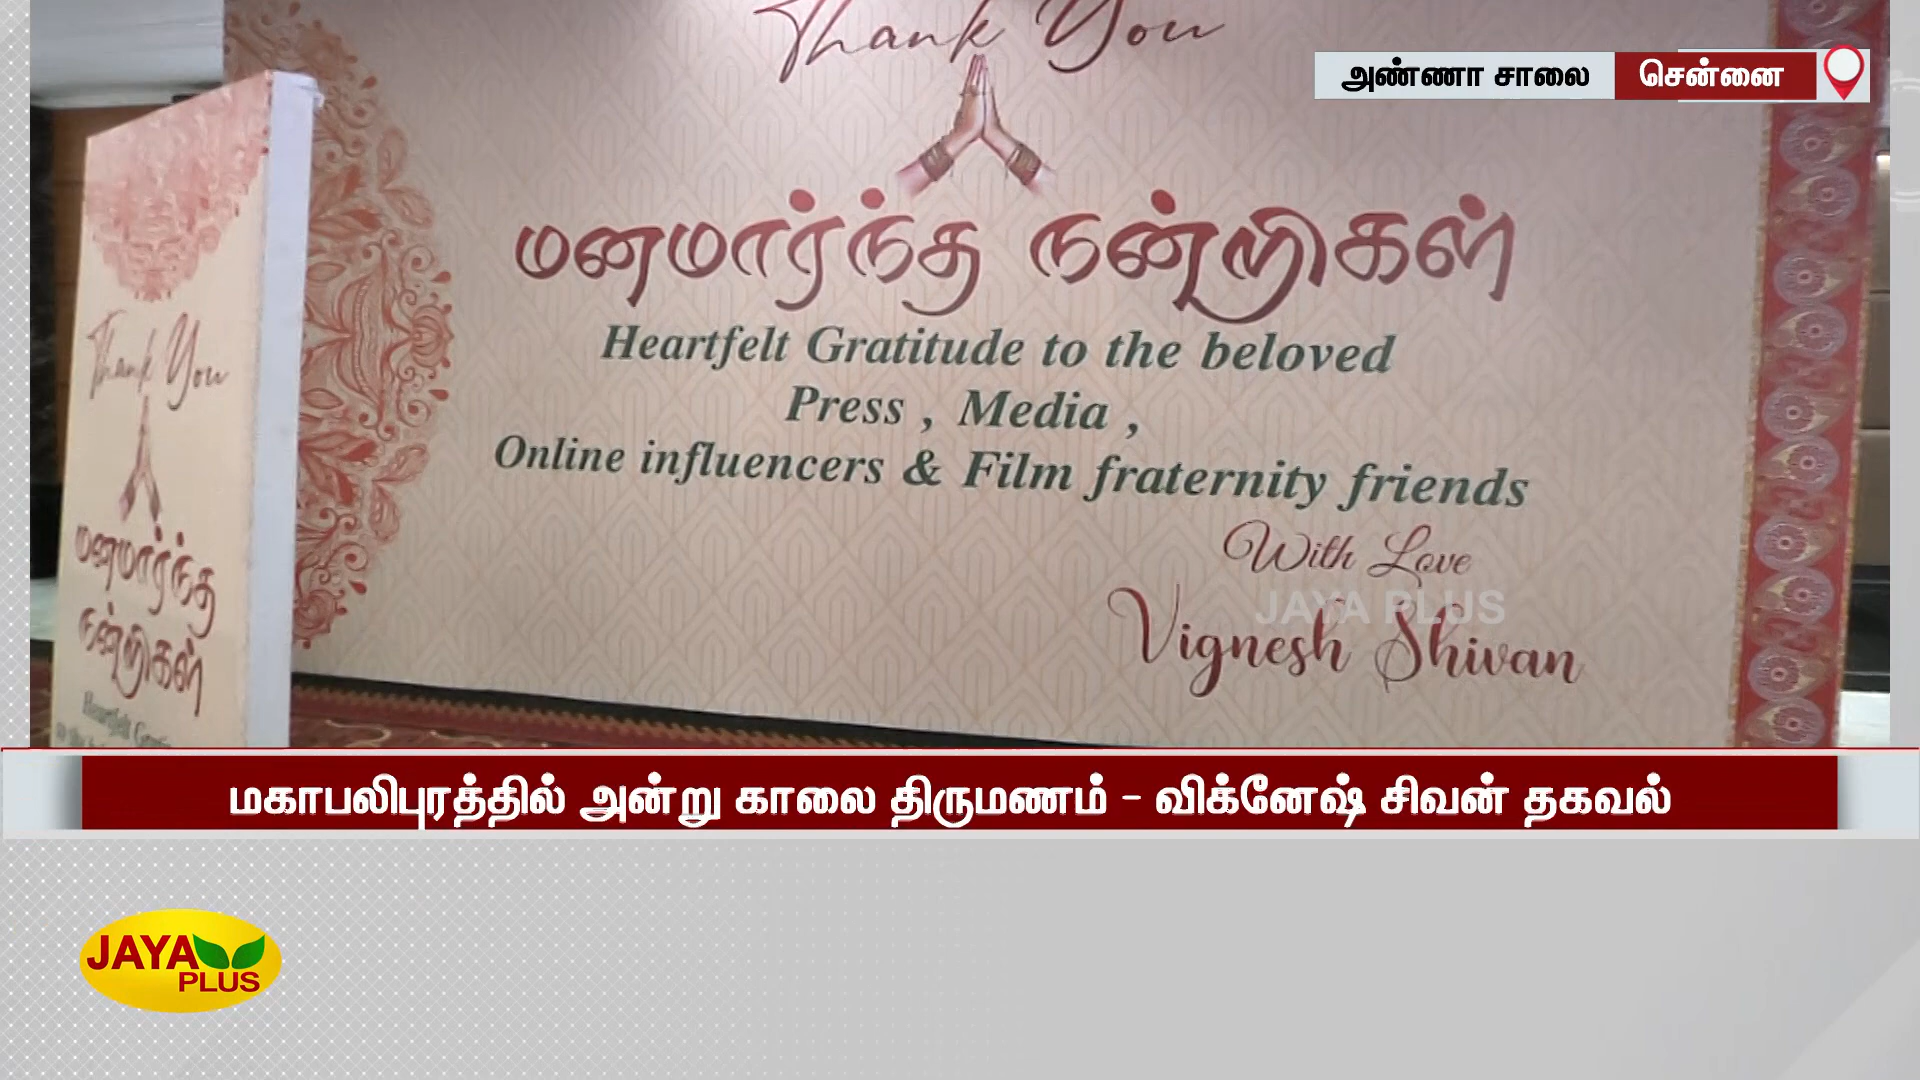 Thank You
அண்ணா சாலை சென்னை
மனமார்ந்த நன்றிகள்
Heartfelt Gratitude to the beloved
Press , Media ,
Online influencers & Film fraternity friends
With Love
Vignesh Shivan
JAYA PLUS
Thank You
மனமார்ந்த
நன்றிகள்
மகாபலிபுரத்தில் அன்று காலை திருமணம் - விக்னேஷ் சிவன் தகவல்
JAYA
PLUS